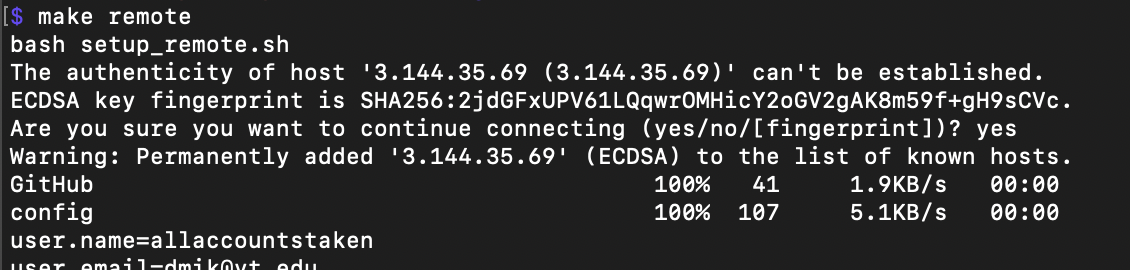 [$ make remote
bash setup_remote.sh
The authenticity of host '3.144.35.69 (3.144.35.69)' can't be established.
ECDSA key fingerprint is SHA256:2jdGFxUPV61LQqwrOMHicY2oGV2gAK8m59f+gH9sCVc.
Are you sure you want to continue connecting (yes/no/[fingerprint])? yes
Warning: Permanently added '3.144.35.69' (ECDSA) to the list of known hosts.
GitHub 100% 41 1.9KB/s 00:00
config 100% 107 5.1KB/s 00:00
user.name=allaccountstaken
user.email=dmik@vt.edu